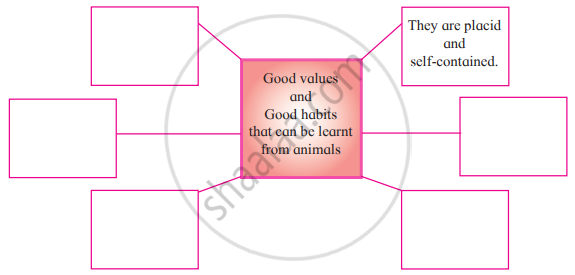 They are placid
and
self-contained.
Good values
and
Good habits
that can be learnt
from animals
shaalaa.com